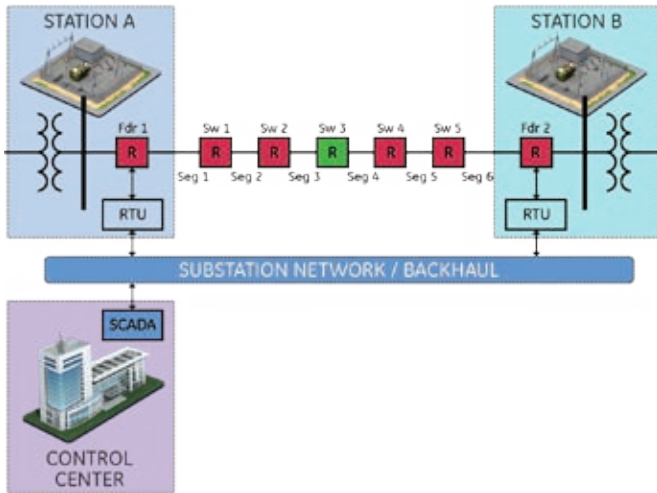 STATION A
STATION B
Fdr 1
Sw 1
Sw 2
Sw 3
Sw 4
Sw 5
Fdr 2
R
R
R
R
R
R
R
Seg 1
Seg 2
Seg 3
Seg 4
Seg 5
Seg 6
RTU
RTU
SUBSTATION NETWORK / BACKHAUL
SCADA
CONTROL
CENTER